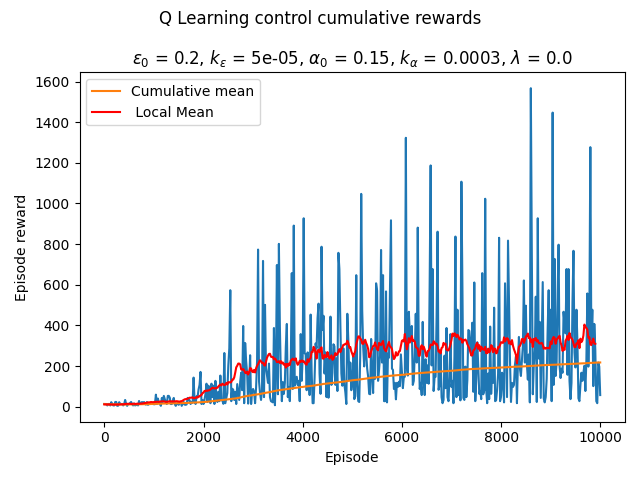 Q Learning control cumulative rewards
ε₀ = 0.2, kε = 5e-05, α₀ = 0.15, kα = 0.0003, λ = 0.0
Cumulative mean
Local Mean
Episode reward
1600
1400
1200
1000
800
600
400
200
0
0 2000 4000 6000 8000 10000
Episode